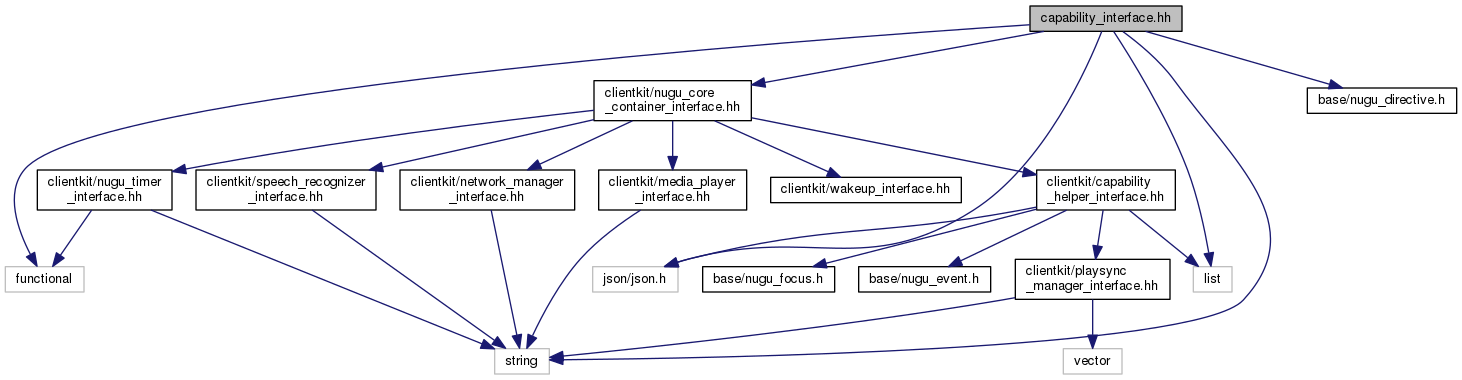 capability_interface.hh
clientkit/nugu_core
_container_interface.hh
base/nugu_directive.h
clientkit/nugu_timer
_interface.hh
clientkit/speech_recognizer
_interface.hh
clientkit/network_manager
_interface.hh
clientkit/media_player
_interface.hh
clientkit/wakeup_interface.hh
clientkit/capability
_helper_interface.hh
functional
json/json.h
base/nugu_focus.h
base/nugu_event.h
clientkit/playsync
_manager_interface.hh
list
string
vector